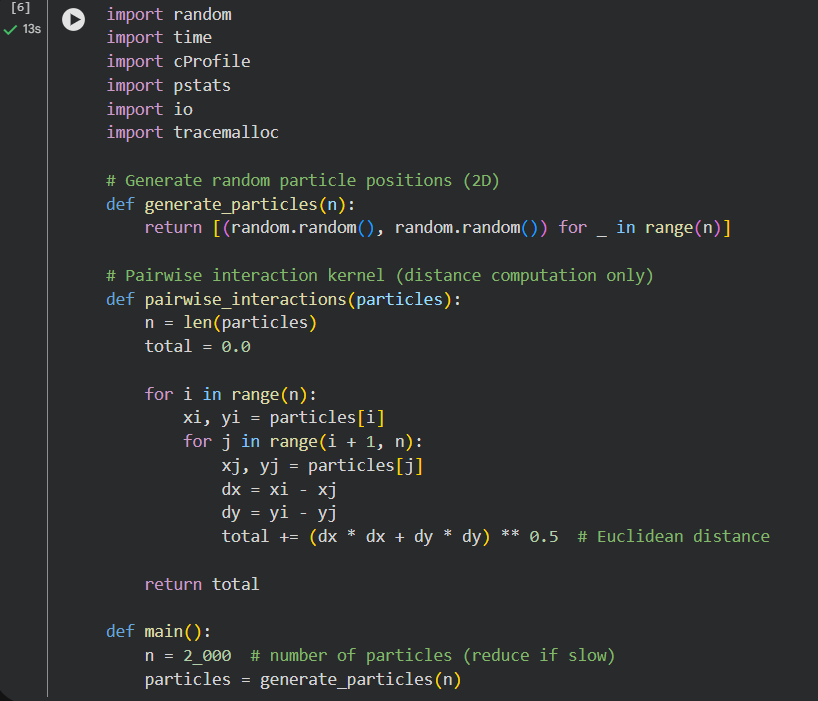 [6]
13s
import random
import time
import cProfile
import pstats
import io
import tracemalloc
# Generate random particle positions (2D)
def generate_particles(n):
    return [(random.random(), random.random()) for _ in range(n)]
# Pairwise interaction kernel (distance computation only)
def pairwise_interactions(particles):
    n = len(particles)
    total = 0.0
    for i in range(n):
        xi, yi = particles[i]
        for j in range(i + 1, n):
            xj, yj = particles[j]
            dx = xi - xj
            dy = yi - yj
            total += (dx * dx + dy * dy) ** 0.5  # Euclidean distance
    return total
def main():
    n = 2_000  # number of particles (reduce if slow)
    particles = generate_particles(n)